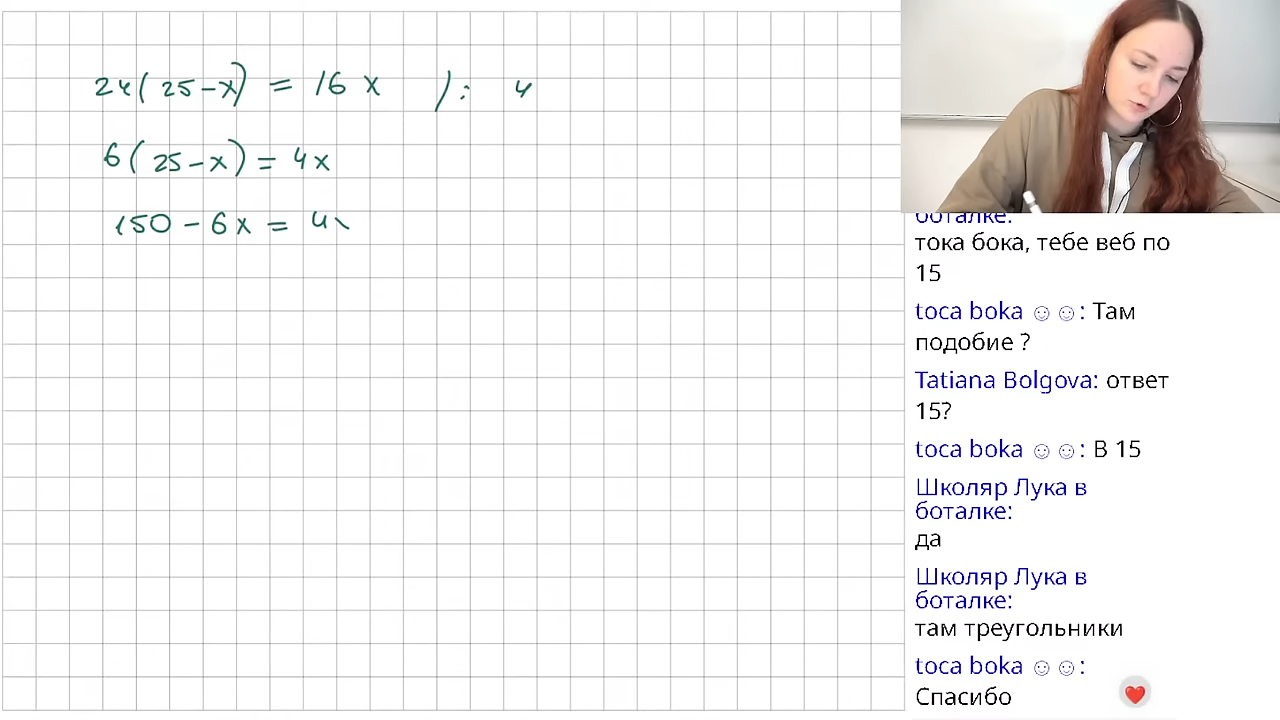 24(25-x) = 16x ): 4
6(25-x) = 4x
150 - 6x = 4x
боталке:
тока бока, тебе веб по
15
toca boka ☺☺: Там
подобие ?
Tatiana Bolgova: ответ
15?
toca boka ☺☺: В 15
Школяр Лука в
боталке:
да
Школяр Лука в
боталке:
там треугольники
toca boka ☺☺:
Спасибо